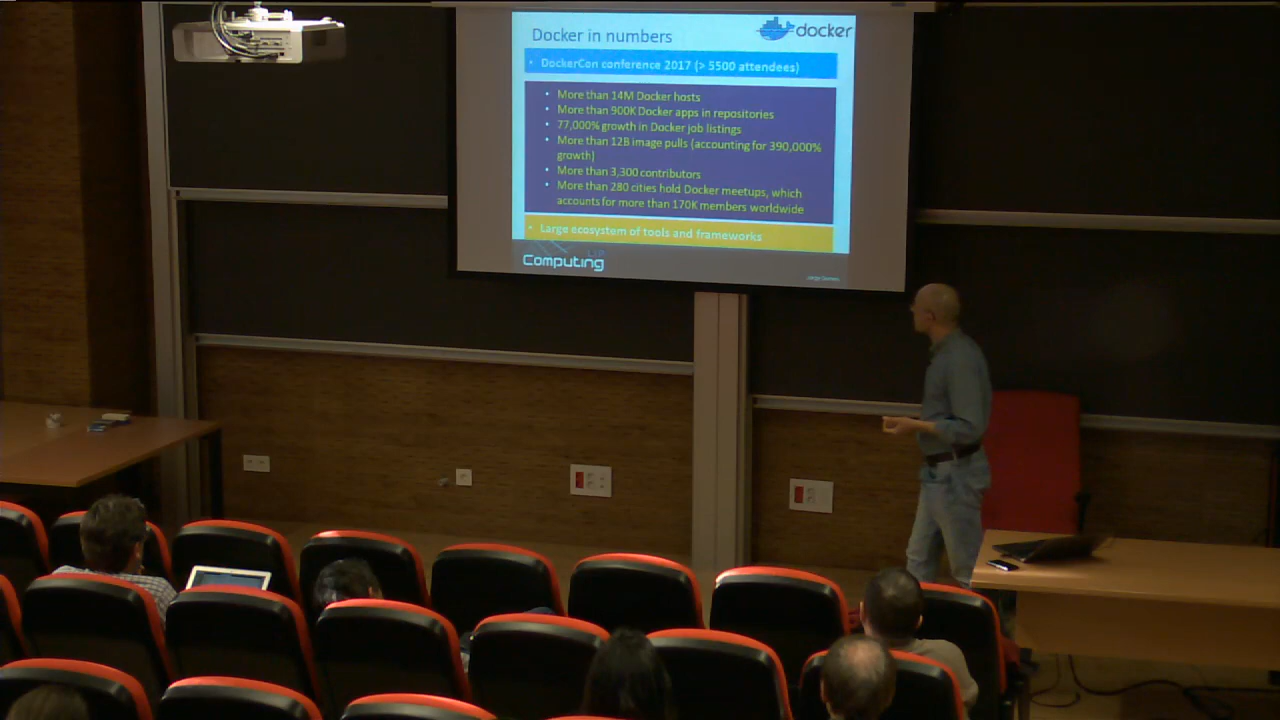 Docker in numbers
docker
DockerCon conference 2017 (> 5500 attendees)
More than 14M Docker hosts
More than 900K Docker apps in repositories
77,000% growth in Docker job listings
More than 12B image pulls (accounting for 390,000%
growth)
More than 3,300 contributors
More than 280 cities hold Docker meetups, which
accounts for more than 170K members worldwide
Large ecosystem of tools and frameworks
Computing